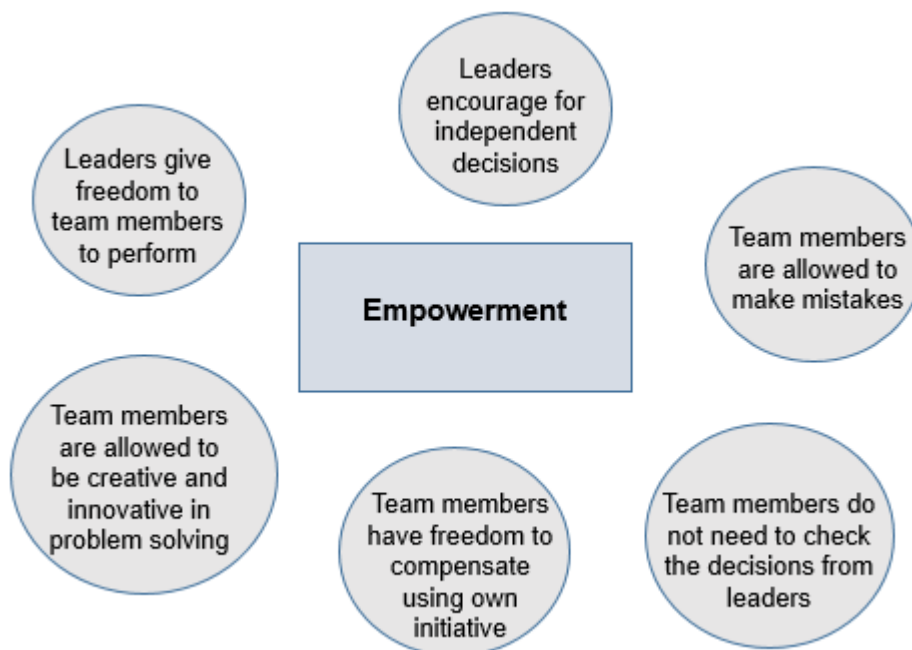 Leaders
encourage for
independent
decisions
Leaders give
freedom to
team members
to perform
Team members
are allowed to
make mistakes
Empowerment
Team members
are allowed to
be creative and
innovative in
problem solving
Team members
have freedom to
compensate
using own
initiative
Team members do
not need to check
the decisions from
leaders